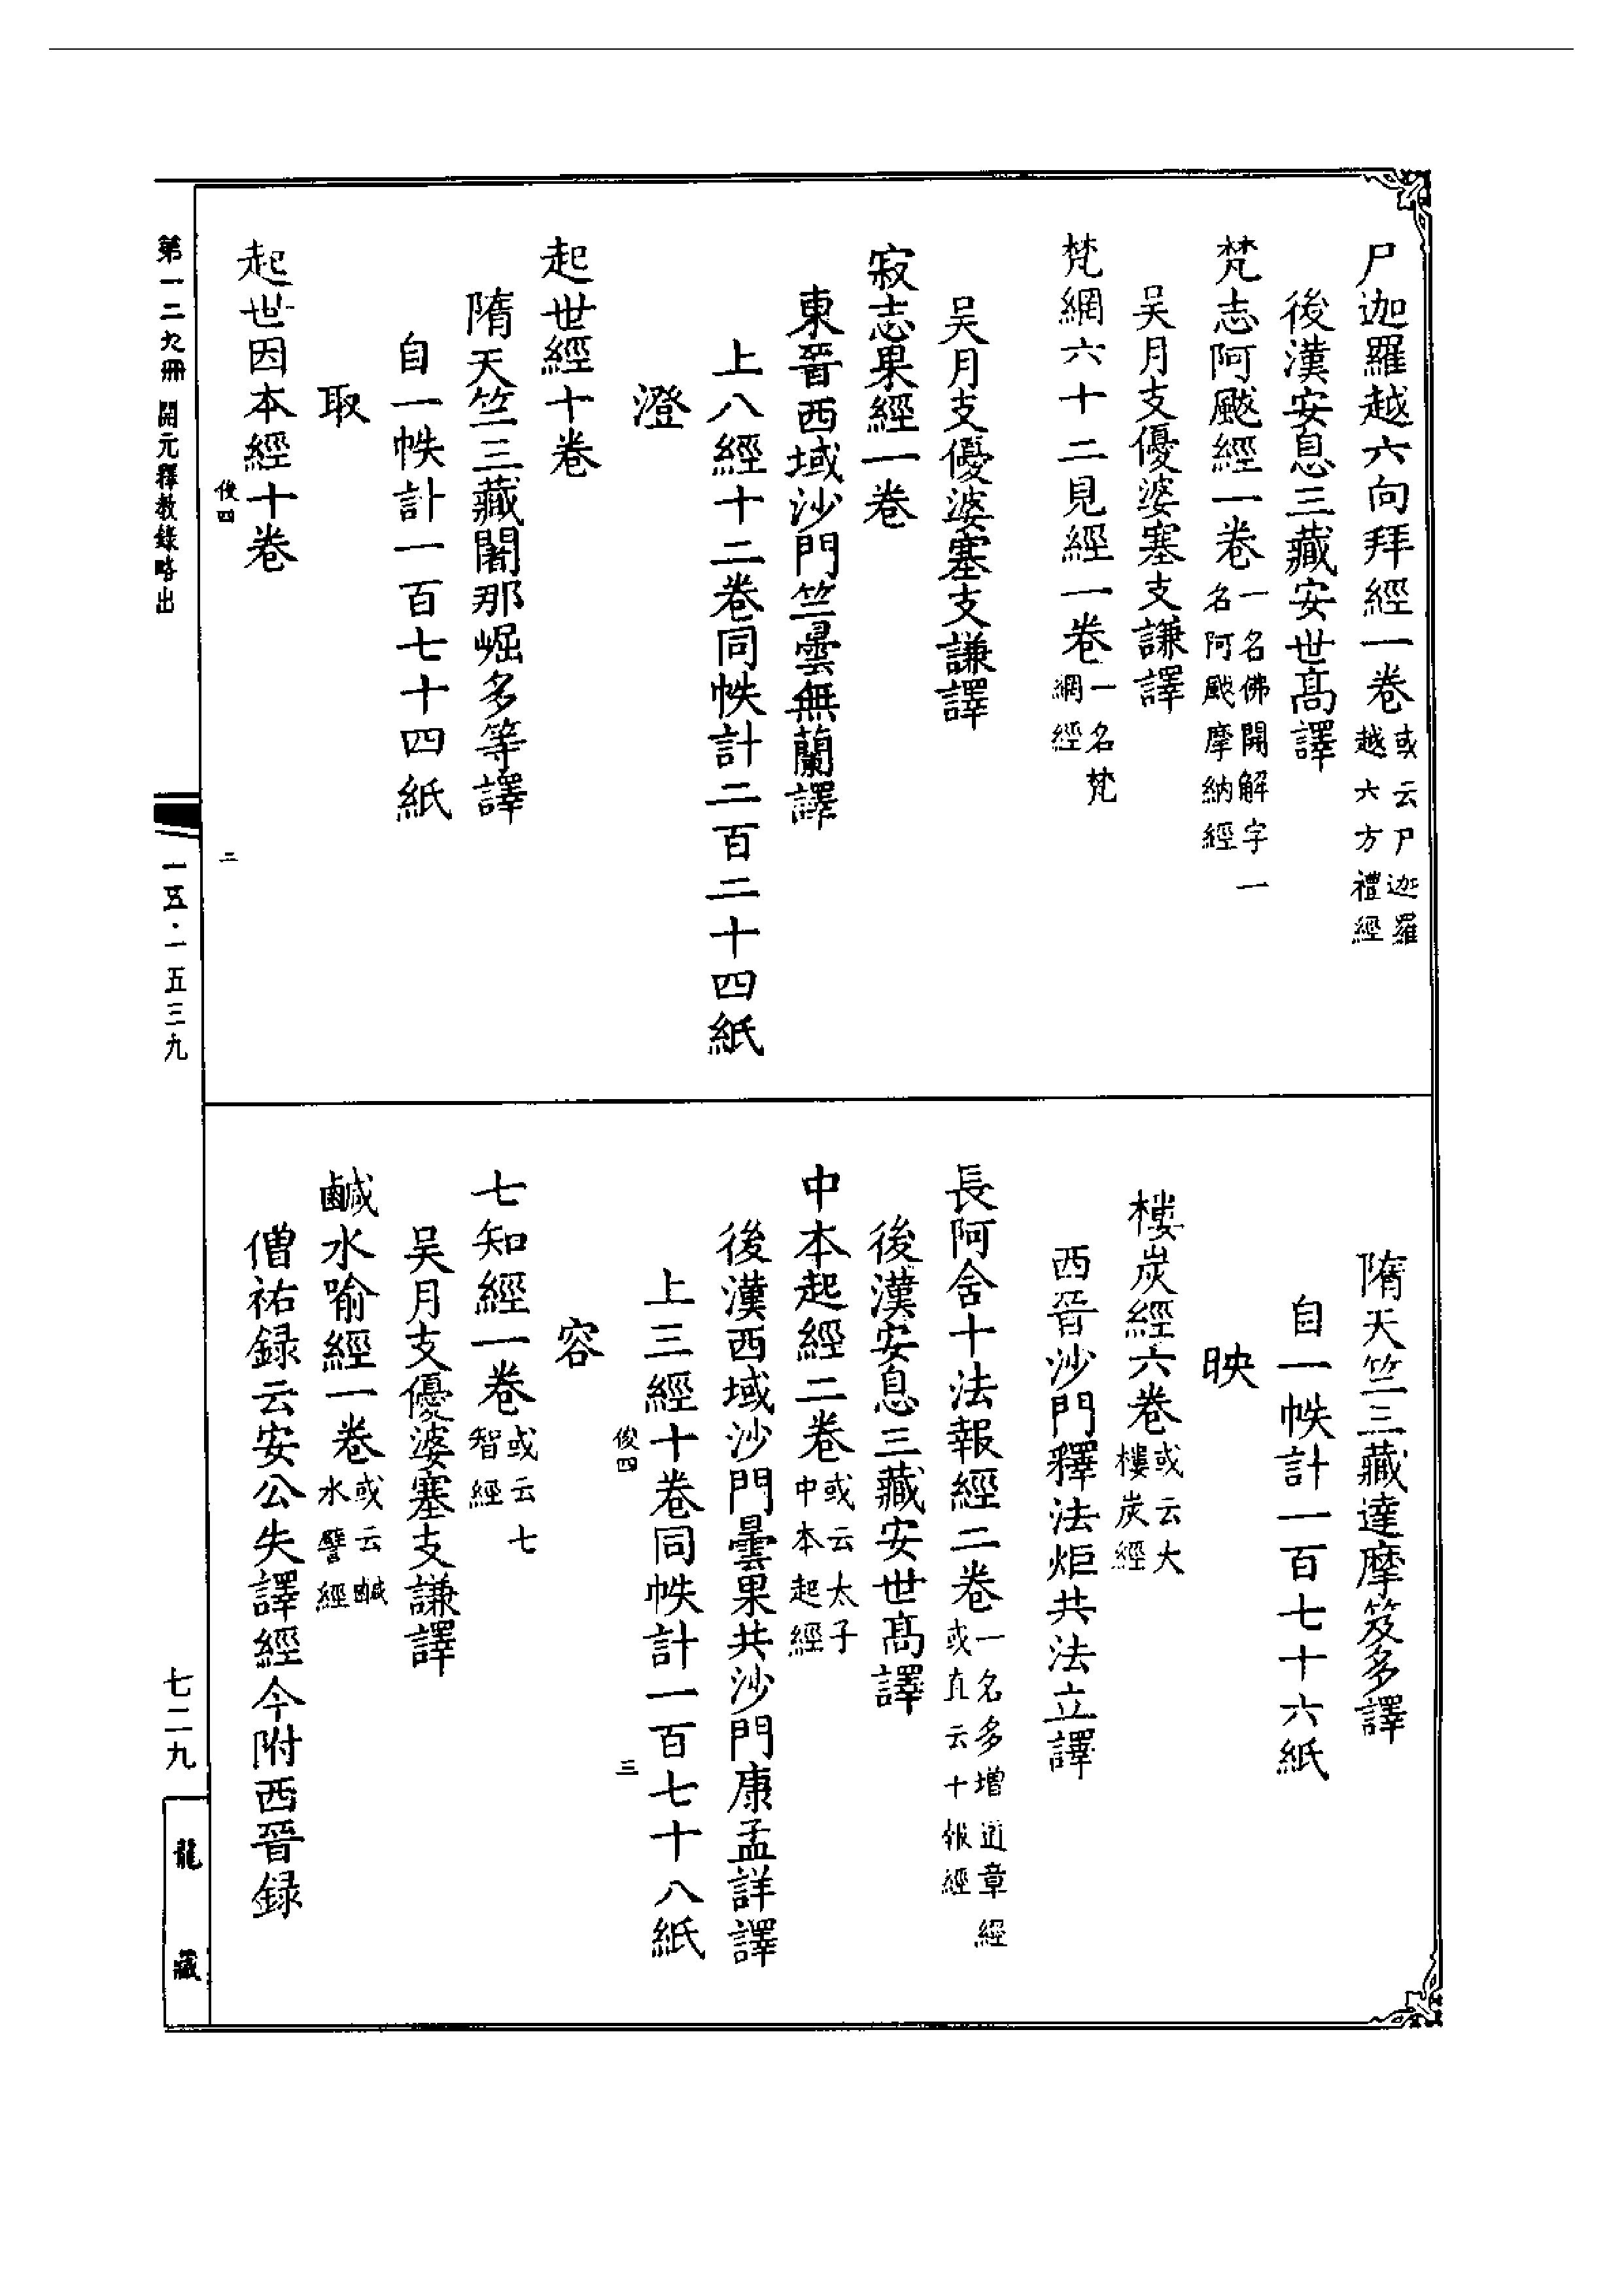 尸迦羅越六向拜經一卷或云尸迦羅越六方禮經
後漢安息三藏安世高譯
梵志阿颰經一卷一名佛開解字一名阿颰摩納經
吴月支優婆塞支謙譯
梵網六十二見經一卷一名梵網經
吴月支優婆塞支謙譯
寂志果經一卷
東晉西域沙門竺曇無蘭譯
上八經十二卷同帙計二百二十四紙
澄
起世經十卷
隋天竺三藏闍那崛多等譯
自一帙計一百七十四紙
取
起世因本經十卷
俊四
二
隋天竺三藏達摩笈多譯
自一帙計一百七十六紙
映
樓炭經六卷或云大樓炭經
西晉沙門釋法炬共法立譯
長阿含十法報經二卷一名多增道章經或直云十報經
後漢安息三藏安世高譯
中本起經二卷或云太子中本起經
後漢西域沙門曇果共沙門康孟詳譯
上三經十卷同帙計一百七十八紙
俊四
三
容
七知經一卷或云七智經
吴月支優婆塞支謙譯
鹹水喻經一卷或云鹹水譬經
僧祐録云安公失譯經今附西晉録
第一二九冊 開元釋教錄略出
一五·一五三九
七二九
龍藏